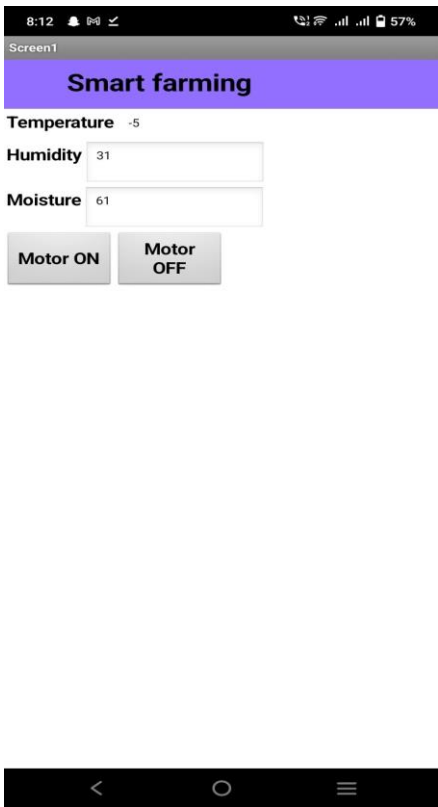 8:12 57%
Screen1
Smart farming
Temperature -5
Humidity 31
Moisture 61
Motor ON Motor
OFF